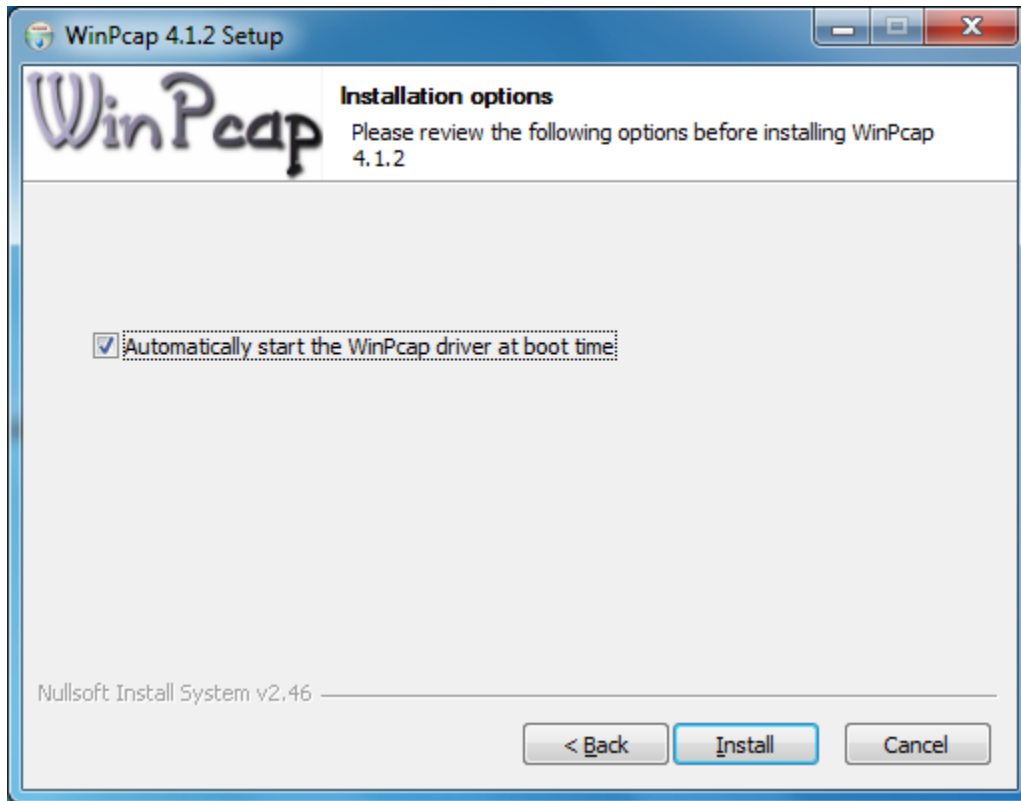 WinPcap 4.1.2 Setup
WinPcap
Installation options
Please review the following options before installing WinPcap
4.1.2
Automatically start the WinPcap driver at boot time
Nullsoft Install System v2.46
< Back
Install
Cancel